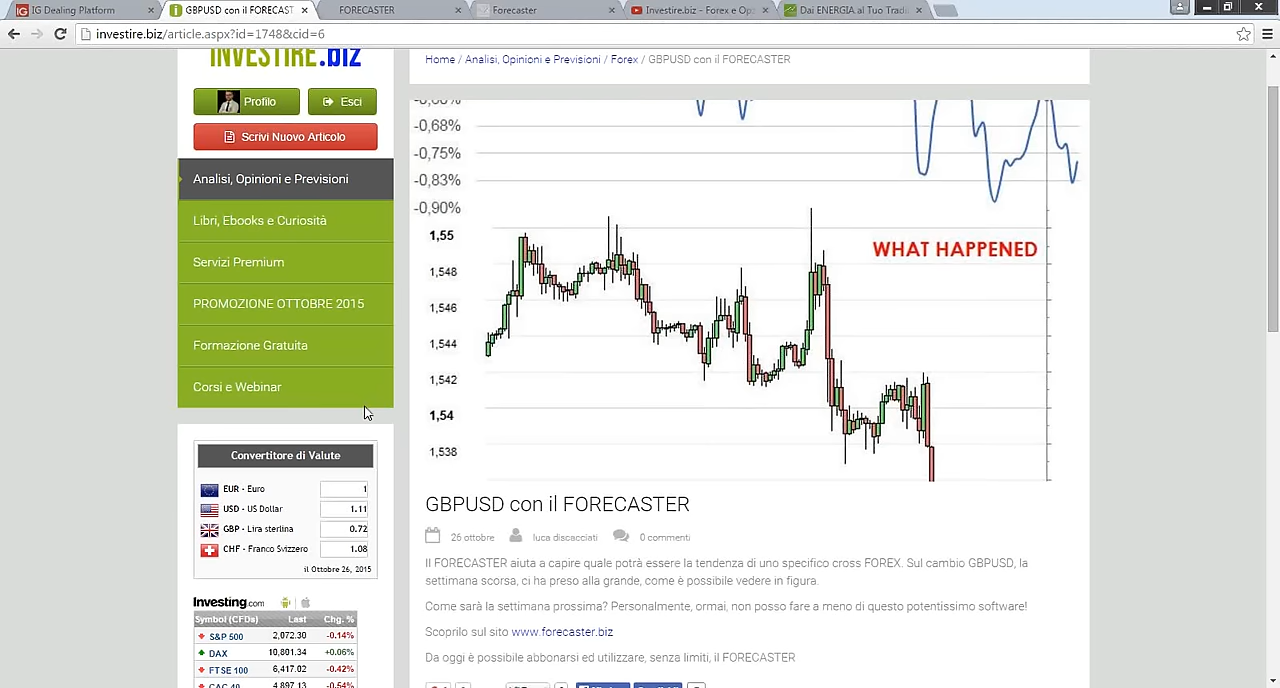 IG Dealing Platform
GBPUSD con il FORECAST
FORECASTER
Forecaster
Investire.biz - Forex e Op
Dai ENERGIA al Tuo Trad
investire.biz/article.aspx?id=1748&cid=6
INVESTIRE.BIZ
Profilo
Esci
Scrivi Nuovo Articolo
Analisi, Opinioni e Previsioni
Libri, Ebooks e Curiosità
Servizi Premium
PROMOZIONE OTTOBRE 2015
Formazione Gratuita
Corsi e Webinar
Convertitore di Valute
EUR - Euro 1
USD - US Dollar 1.11
GBP - Lira sterlina 0.72
CHF - Franco Svizzero 1.08
il Ottobre 26, 2015
Investing.com
Symbol (CFDs) Last Chg. %
S&P 500 2,072.30 -0.14%
DAX 10,801.34 +0.06%
FTSE 100 6,417.02 -0.42%
CAC 40 4,897.13 -0.54%
Home / Analisi, Opinioni e Previsioni / Forex / GBPUSD con il FORECASTER
-0,68%
-0,75%
-0,83%
-0,90%
1,55
WHAT HAPPENED
1,548
1,546
1,544
1,542
1,54
1,538
GBPUSD con il FORECASTER
26 ottobre luca discacciati 0 commenti
Il FORECASTER aiuta a capire quale potrà essere la tendenza di uno specifico cross FOREX. Sul cambio GBPUSD, la
settimana scorsa, ci ha preso alla grande, come è possibile vedere in figura.
Come sarà la settimana prossima? Personalmente, ormai, non posso fare a meno di questo potentissimo software!
Scoprilo sul sito www.forecaster.biz
Da oggi è possibile abbonarsi ed utilizzare, senza limiti, il FORECASTER